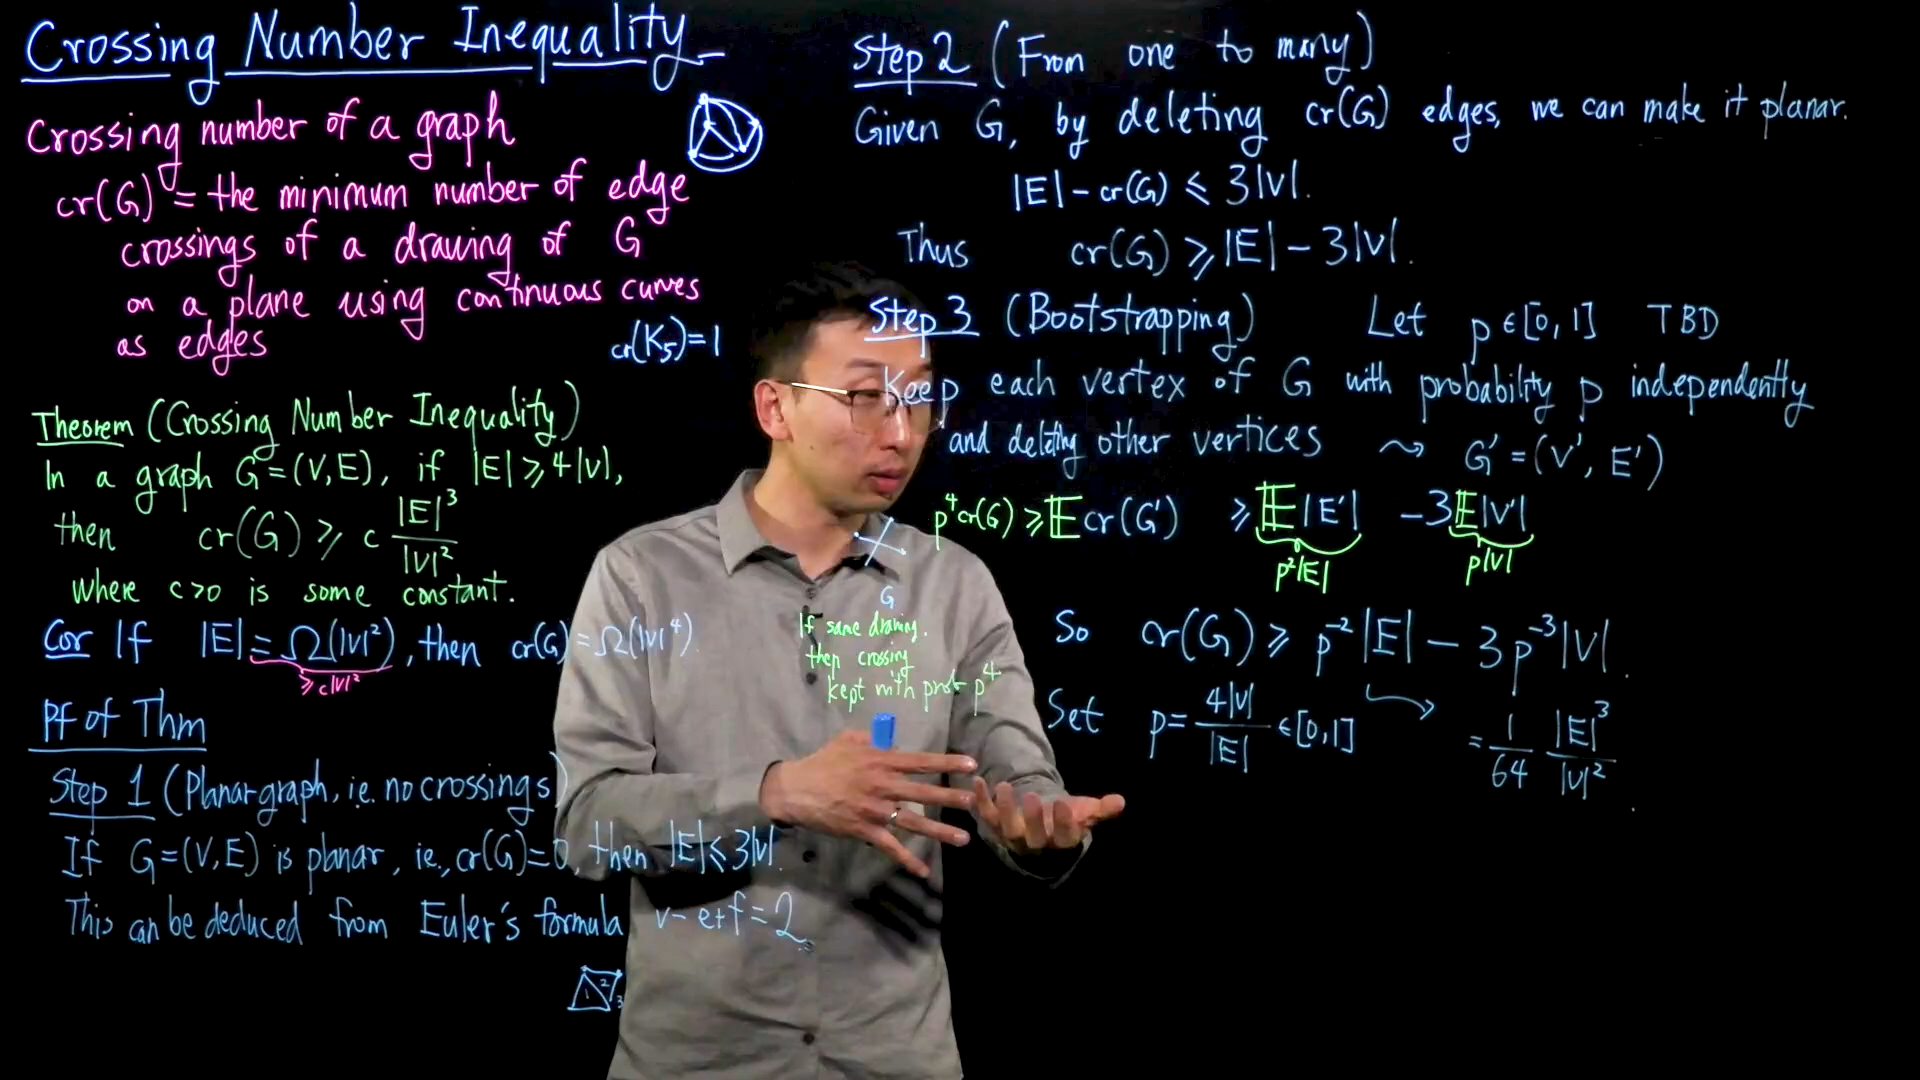 Crossing Number Inequality
Crossing number of a graph
cr(G) = the minimum number of edge
crossings of a drawing of G
on a plane using continuous curves
as edges
cr(K₅)=1
Theorem (Crossing Number Inequality)
In a graph G=(V,E), if |E| ⩾ 4|V|,
then cr(G) ⩾ c |E|³/|V|²
where c>0 is some constant.
Cor If |E| = Ω(|V|²), then cr(G) = Ω(|V|⁴).
⩾ c|V|²
Pf of Thm
Step 1 (Planar graph, i.e. no crossings)
If G=(V,E) is planar, i.e., cr(G)=0, then |E| ⩽ 3|V|.
This can be deduced from Euler's formula v-e+f=2.
1 2 3
Step 2 (From one to many)
Given G, by deleting cr(G) edges, we can make it planar.
|E| - cr(G) ⩽ 3|V|.
Thus cr(G) ⩾ |E| - 3|V|.
Step 3 (Bootstrapping) Let p∈[0,1] TBD
Keep each vertex of G with probability p independently
and deleting other vertices ⤳ G'=(V', E')
p⁴cr(G) ⩾ 𝔼cr(G') ⩾ 𝔼|E'| - 3𝔼|V'|
p²|E| p|V|
G
If same drawing.
then crossing
kept with prob p⁴
So cr(G) ⩾ p⁻²|E| - 3p⁻³|V|.
Set p = 4|V|/|E| ∈[0,1] → = 1/64 |E|³/|V|².